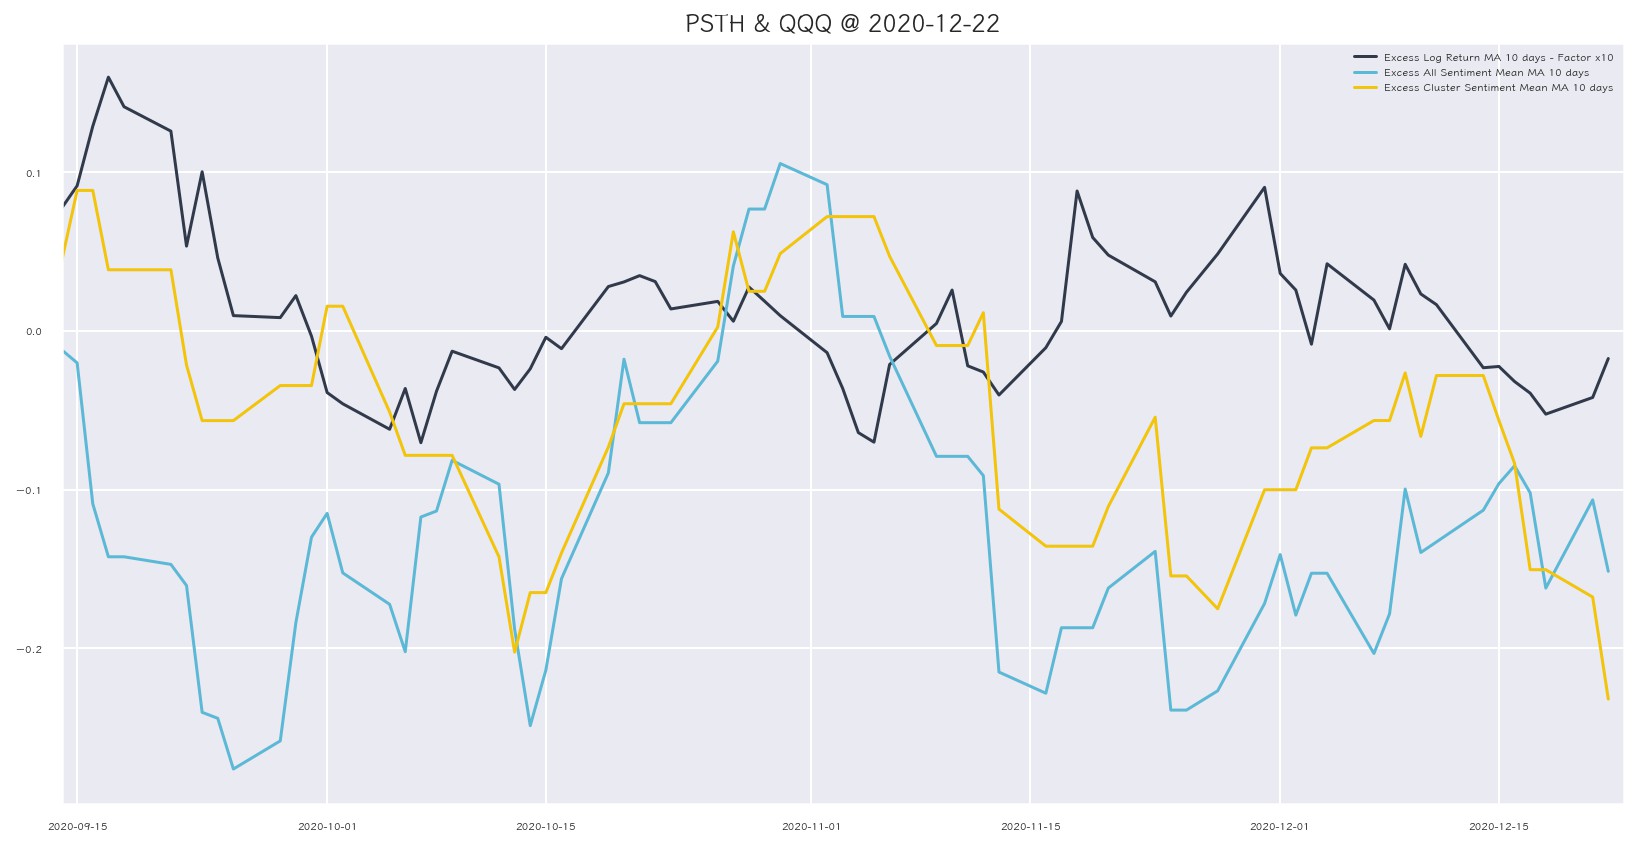 PSTH & QQQ @ 2020-12-22
Excess Log Return MA 10 days - Factor x10
Excess All Sentiment Mean MA 10 days
Excess Cluster Sentiment Mean MA 10 days
0.1
0.0
−0.1
−0.2
2020-09-15
2020-10-01
2020-10-15
2020-11-01
2020-11-15
2020-12-01
2020-12-15